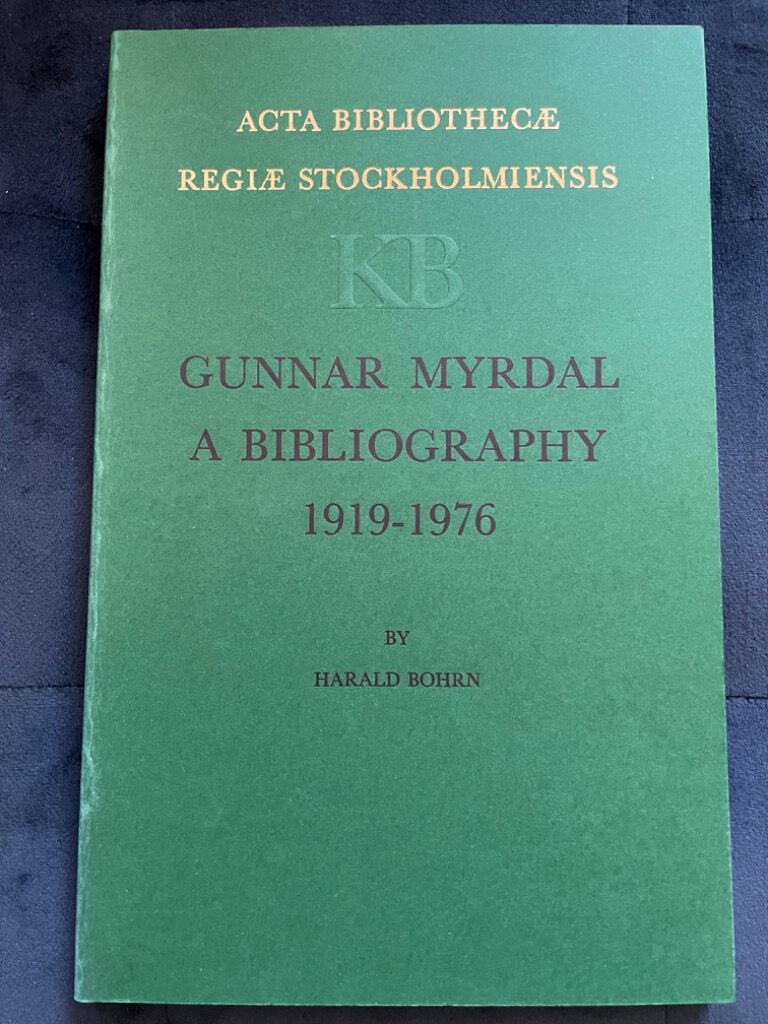 ACTA BIBLIOTHECÆ
REGIÆ STOCKHOLMIENSIS
KB
GUNNAR MYRDAL
A BIBLIOGRAPHY
1919-1976
BY
HARALD BOHRN